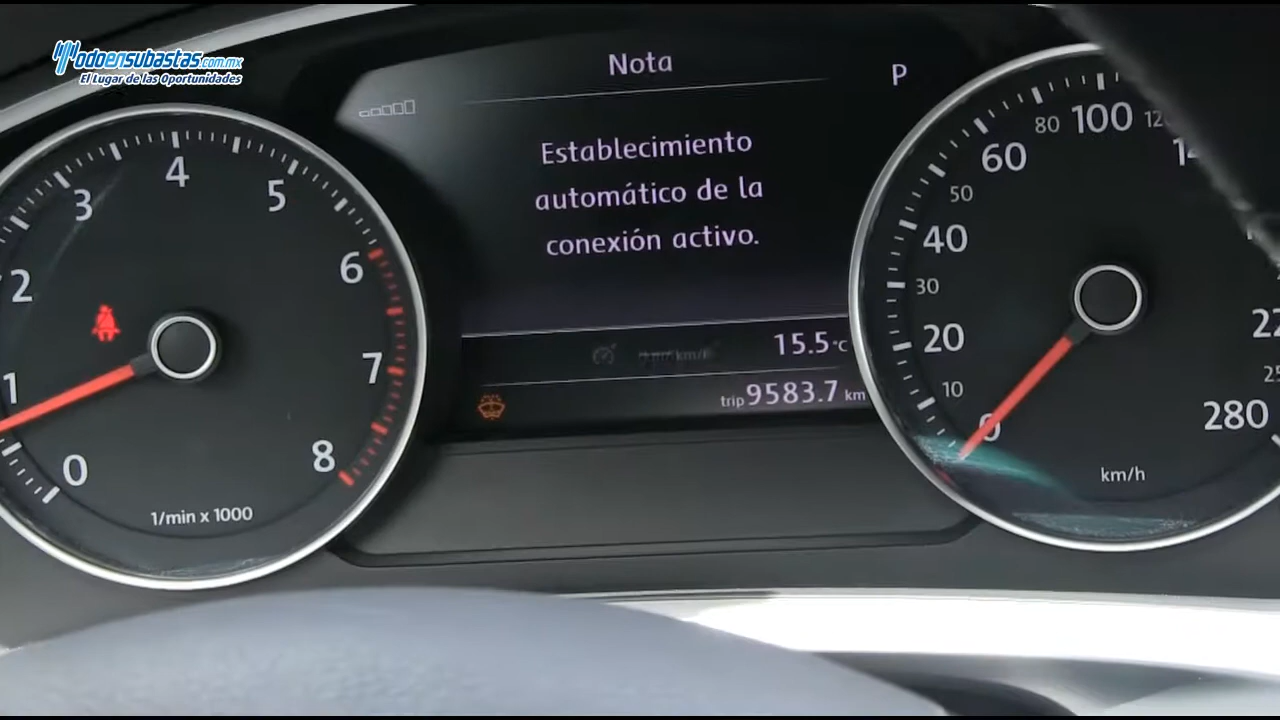 Todoensubastas.com.mx
El Lugar de las Oportunidades
Nota
P
Establecimiento
automático de la
conexión activo.
15.5°C
trip 9583.7 km
0
1
2
3
4
5
6
7
8
1/min x 1000
0
10
20
30
40
50
60
80
100
280
km/h